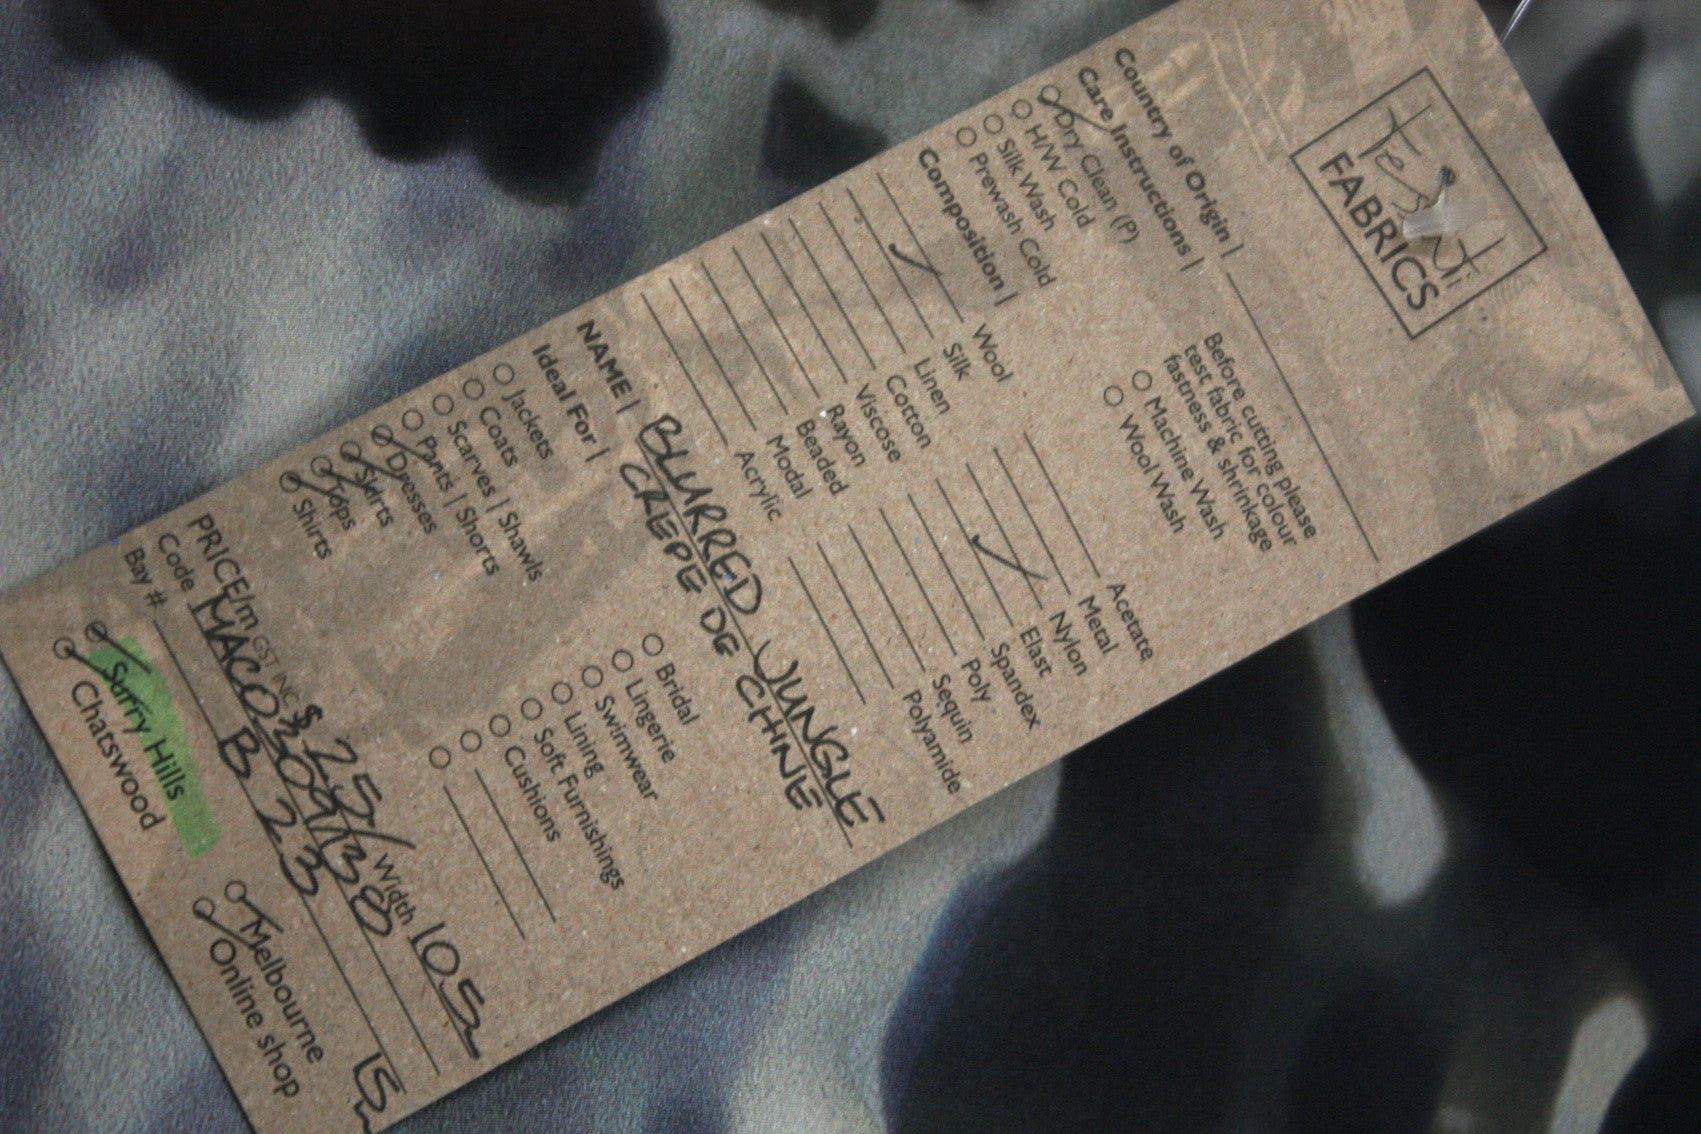 Tessuti
FABRICS
Country of Origin |
Care Instructions |
Dry Clean (P)
H/W Cold
Silk Wash
Prewash Cold
Before cutting please
test fabric for colour
fastness & shrinkage
Machine Wash
Wool Wash
Composition |
Wool
Silk
Linen
Cotton
Viscose
Rayon
Beaded
Modal
Acrylic
Acetate
Metal
Nylon
Elast
Spandex
Poly
Sequin
Polyamide
NAME | BLURRED JUNGLE
CREPE DE CHINE
Ideal For |
Jackets
Coats
Scarves | Shawls
Pants | Shorts
Dresses
Skirts
Tops
Shirts
Bridal
Lingerie
Swimwear
Lining
Soft Furnishings
Cushions
PRICE/m GST INC $25/ Width 105
Code
Bay # B 23
Surry Hills
Chatswood
Melbourne
Online shop